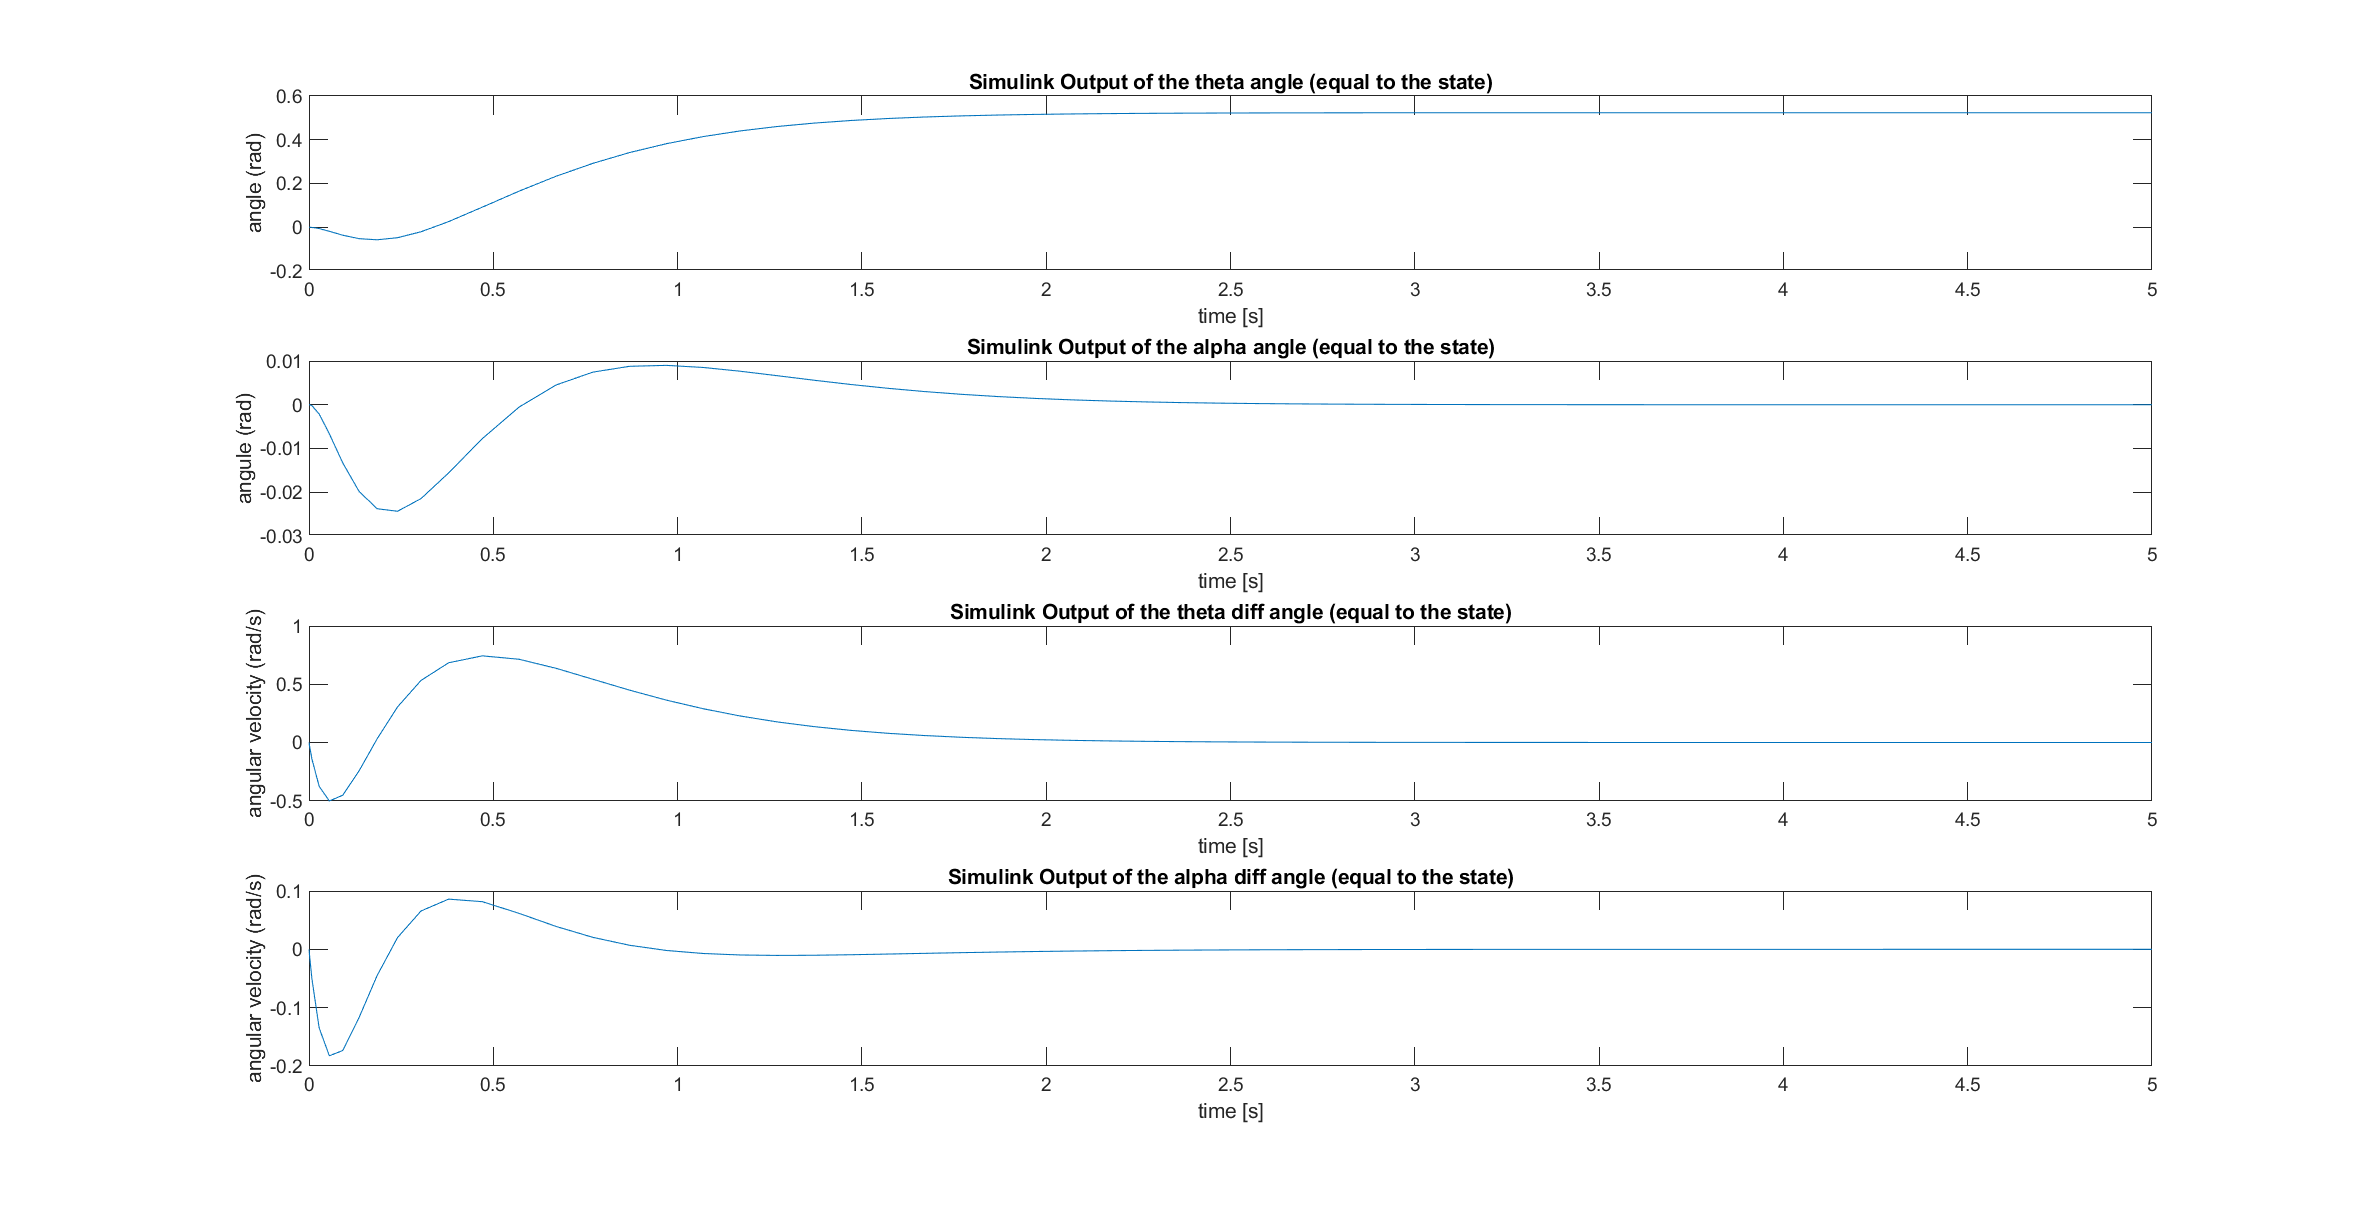 Simulink Output of the theta angle (equal to the state)
0.6
0.4
0.2
0
-0.2
angle (rad)
0 0.5 1 1.5 2 2.5 3 3.5 4 4.5 5
time [s]
Simulink Output of the alpha angle (equal to the state)
0.01
0
-0.01
-0.02
-0.03
angule (rad)
0 0.5 1 1.5 2 2.5 3 3.5 4 4.5 5
time [s]
Simulink Output of the theta diff angle (equal to the state)
1
0.5
0
-0.5
angular velocity (rad/s)
0 0.5 1 1.5 2 2.5 3 3.5 4 4.5 5
time [s]
Simulink Output of the alpha diff angle (equal to the state)
0.1
0
-0.1
-0.2
angular velocity (rad/s)
0 0.5 1 1.5 2 2.5 3 3.5 4 4.5 5
time [s]